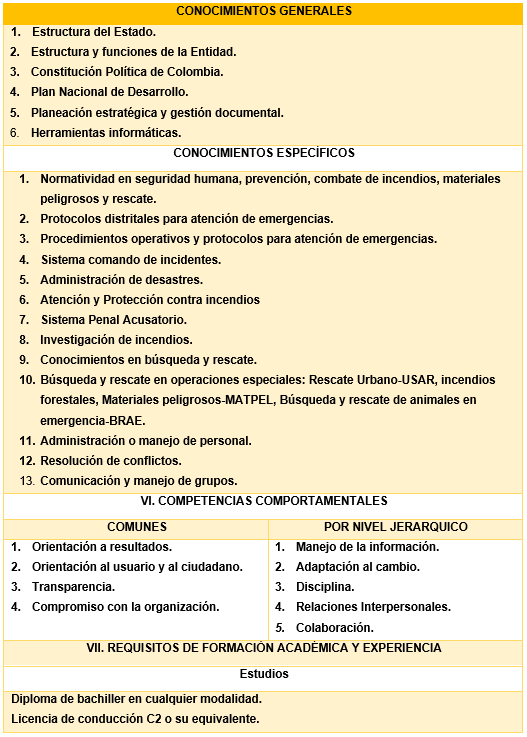 CONOCIMIENTOS GENERALES
1. Estructura del Estado.
2. Estructura y funciones de la Entidad.
3. Constitución Política de Colombia.
4. Plan Nacional de Desarrollo.
5. Planeación estratégica y gestión documental.
6. Herramientas informáticas.
CONOCIMIENTOS ESPECÍFICOS
1. Normatividad en seguridad humana, prevención, combate de incendios, materiales
peligrosos y rescate.
2. Protocolos distritales para atención de emergencias.
3. Procedimientos operativos y protocolos para atención de emergencias.
4. Sistema comando de incidentes.
5. Administración de desastres.
6. Atención y Protección contra incendios
7. Sistema Penal Acusatorio.
8. Investigación de incendios.
9. Conocimientos en búsqueda y rescate.
10. Búsqueda y rescate en operaciones especiales: Rescate Urbano-USAR, incendios
forestales, Materiales peligrosos-MATPEL, Búsqueda y rescate de animales en
emergencia-BRAE.
11. Administración o manejo de personal.
12. Resolución de conflictos.
13. Comunicación y manejo de grupos.
VI. COMPETENCIAS COMPORTAMENTALES
COMUNES
1. Orientación a resultados.
2. Orientación al usuario y al ciudadano.
3. Transparencia.
4. Compromiso con la organización.
POR NIVEL JERARQUICO
1. Manejo de la información.
2. Adaptación al cambio.
3. Disciplina.
4. Relaciones Interpersonales.
5. Colaboración.
VII. REQUISITOS DE FORMACIÓN ACADÉMICA Y EXPERIENCIA
Estudios
Diploma de bachiller en cualquier modalidad.
Licencia de conducción C2 o su equivalente.